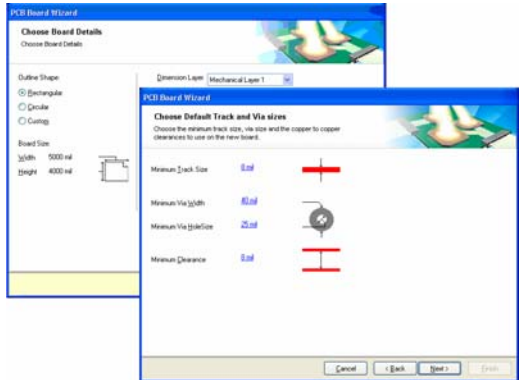 PCB Board Wizard
Choose Board Details
Choose Board Details
Outline Shape:
Rectangular
Circular
Custom
Board Size
Width 5000 mil
Height 4000 mil
Dimension Layer Mechanical Layer 1
PCB Board Wizard
Choose Default Track and Via sizes
Choose the minimum track size, via size and the copper to copper
clearances to use on the new board.
Minimum Track Size 8 mil
Minimum Via Width 40 mil
Minimum Via HoleSize 25 mil
Minimum Clearance 8 mil
Cancel < Back Next > Finish